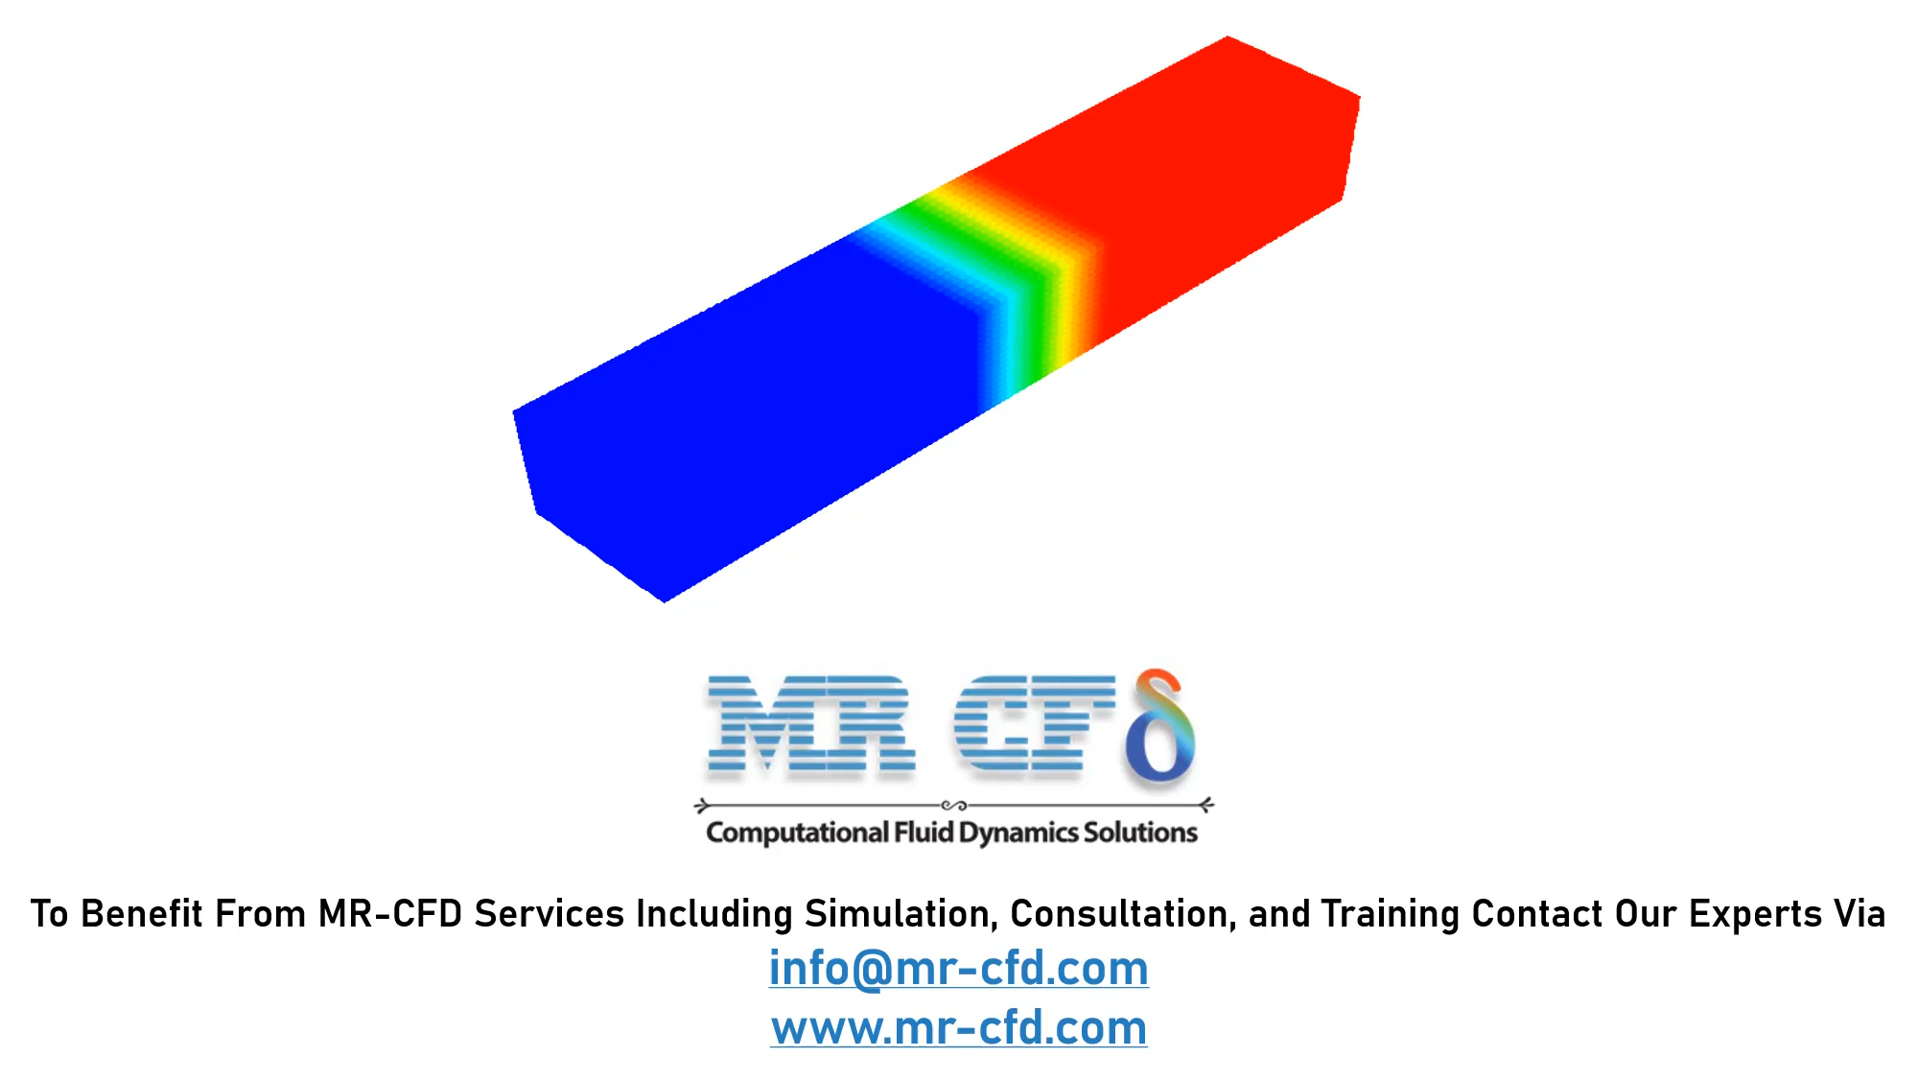 MR CFδ
Computational Fluid Dynamics Solutions
To Benefit From MR-CFD Services Including Simulation, Consultation, and Training Contact Our Experts Via
info@mr-cfd.com
www.mr-cfd.com